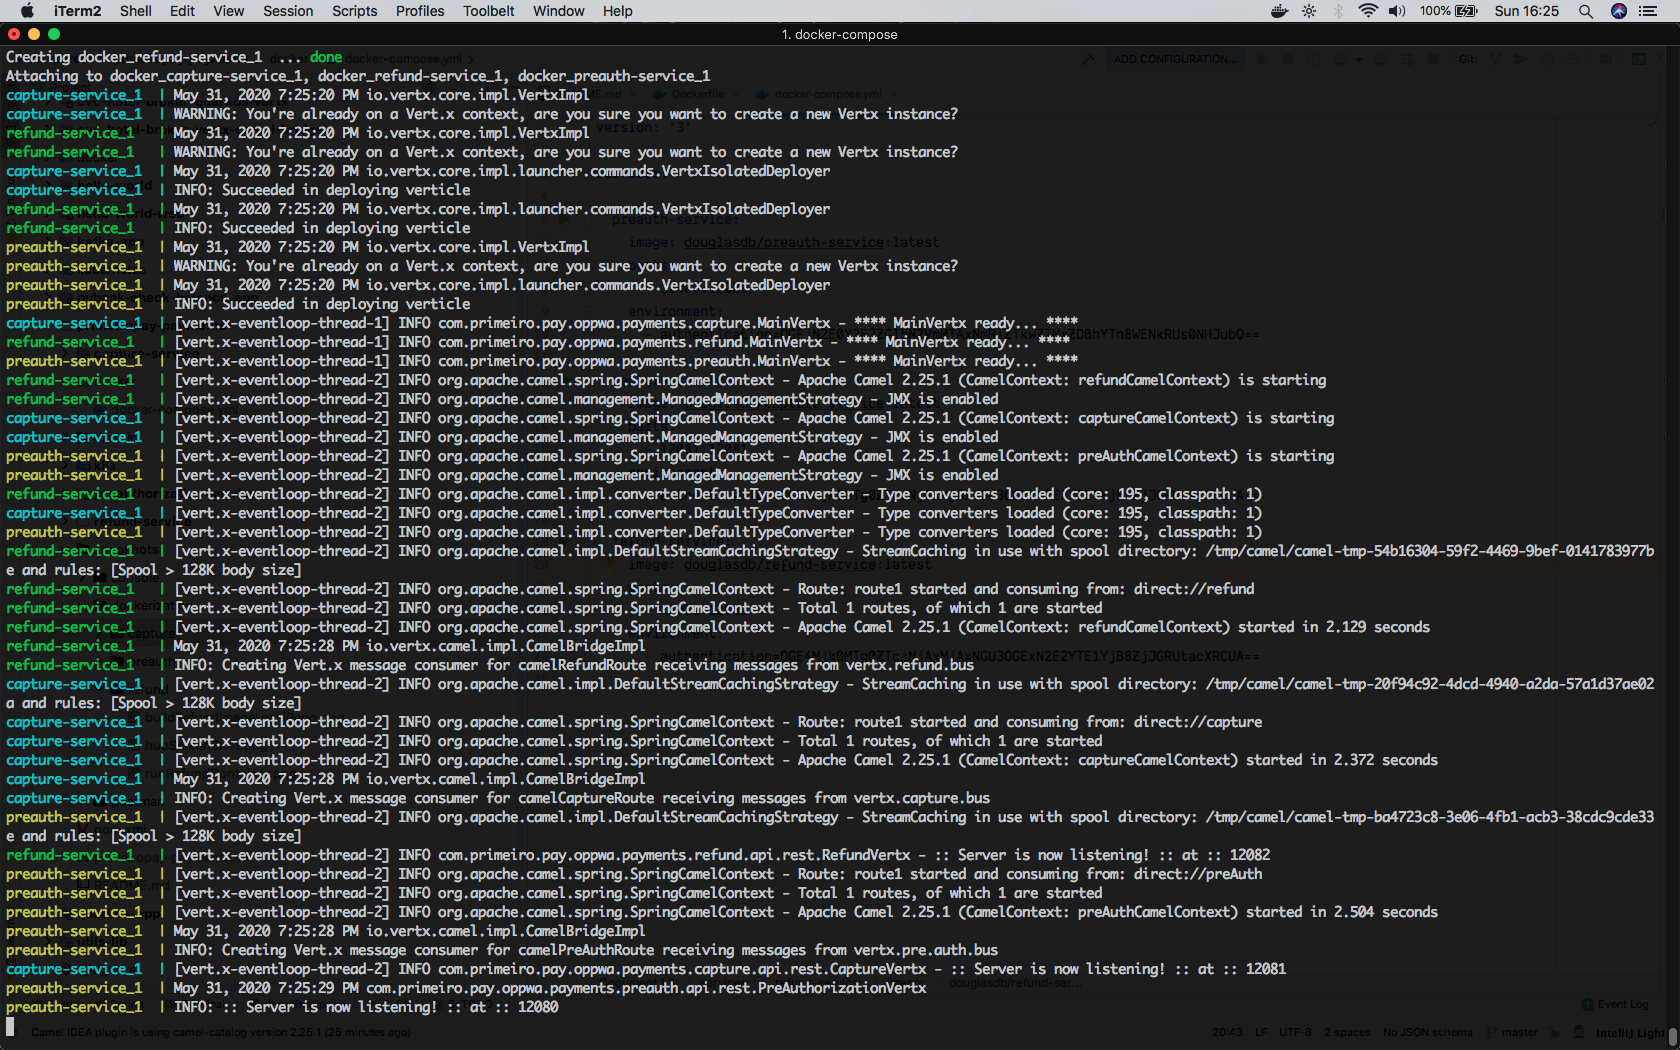 iTerm2 Shell Edit View Session Scripts Profiles Toolbelt Window Help 100% Sun 16:25
1. docker-compose
Creating docker_refund-service_1 ... done
Attaching to docker_capture-service_1, docker_refund-service_1, docker_preauth-service_1
capture-service_1 | May 31, 2020 7:25:20 PM io.vertx.core.impl.VertxImpl
capture-service_1 | WARNING: You're already on a Vert.x context, are you sure you want to create a new Vertx instance?
refund-service_1 | May 31, 2020 7:25:20 PM io.vertx.core.impl.VertxImpl
refund-service_1 | WARNING: You're already on a Vert.x context, are you sure you want to create a new Vertx instance?
capture-service_1 | May 31, 2020 7:25:20 PM io.vertx.core.impl.launcher.commands.VertxIsolatedDeployer
capture-service_1 | INFO: Succeeded in deploying verticle
refund-service_1 | May 31, 2020 7:25:20 PM io.vertx.core.impl.launcher.commands.VertxIsolatedDeployer
refund-service_1 | INFO: Succeeded in deploying verticle
preauth-service_1 | May 31, 2020 7:25:20 PM io.vertx.core.impl.VertxImpl
preauth-service_1 | WARNING: You're already on a Vert.x context, are you sure you want to create a new Vertx instance?
preauth-service_1 | May 31, 2020 7:25:20 PM io.vertx.core.impl.launcher.commands.VertxIsolatedDeployer
preauth-service_1 | INFO: Succeeded in deploying verticle
capture-service_1 | [vert.x-eventloop-thread-1] INFO com.primeiro.pay.oppwa.payments.capture.MainVertx - **** MainVertx ready... ****
refund-service_1 | [vert.x-eventloop-thread-1] INFO com.primeiro.pay.oppwa.payments.refund.MainVertx - **** MainVertx ready... ****
preauth-service_1 | [vert.x-eventloop-thread-1] INFO com.primeiro.pay.oppwa.payments.preauth.MainVertx - **** MainVertx ready... ****
refund-service_1 | [vert.x-eventloop-thread-2] INFO org.apache.camel.spring.SpringCamelContext - Apache Camel 2.25.1 (CamelContext: refundCamelContext) is starting
refund-service_1 | [vert.x-eventloop-thread-2] INFO org.apache.camel.management.ManagedManagementStrategy - JMX is enabled
capture-service_1 | [vert.x-eventloop-thread-2] INFO org.apache.camel.spring.SpringCamelContext - Apache Camel 2.25.1 (CamelContext: captureCamelContext) is starting
capture-service_1 | [vert.x-eventloop-thread-2] INFO org.apache.camel.management.ManagedManagementStrategy - JMX is enabled
preauth-service_1 | [vert.x-eventloop-thread-2] INFO org.apache.camel.spring.SpringCamelContext - Apache Camel 2.25.1 (CamelContext: preAuthCamelContext) is starting
preauth-service_1 | [vert.x-eventloop-thread-2] INFO org.apache.camel.management.ManagedManagementStrategy - JMX is enabled
refund-service_1 | [vert.x-eventloop-thread-2] INFO org.apache.camel.impl.converter.DefaultTypeConverter - Type converters loaded (core: 195, classpath: 1)
capture-service_1 | [vert.x-eventloop-thread-2] INFO org.apache.camel.impl.converter.DefaultTypeConverter - Type converters loaded (core: 195, classpath: 1)
preauth-service_1 | [vert.x-eventloop-thread-2] INFO org.apache.camel.impl.converter.DefaultTypeConverter - Type converters loaded (core: 195, classpath: 1)
refund-service_1 | [vert.x-eventloop-thread-2] INFO org.apache.camel.impl.DefaultStreamCachingStrategy - StreamCaching in use with spool directory: /tmp/camel/camel-tmp-54b16304-59f2-4469-9bef-0141783977b
e and rules: [Spool > 128K body size]
refund-service_1 | [vert.x-eventloop-thread-2] INFO org.apache.camel.spring.SpringCamelContext - Route: route1 started and consuming from: direct://refund
refund-service_1 | [vert.x-eventloop-thread-2] INFO org.apache.camel.spring.SpringCamelContext - Total 1 routes, of which 1 are started
refund-service_1 | [vert.x-eventloop-thread-2] INFO org.apache.camel.spring.SpringCamelContext - Apache Camel 2.25.1 (CamelContext: refundCamelContext) started in 2.129 seconds
refund-service_1 | May 31, 2020 7:25:28 PM io.vertx.camel.impl.CamelBridgeImpl
refund-service_1 | INFO: Creating Vert.x message consumer for camelRefundRoute receiving messages from vertx.refund.bus
capture-service_1 | [vert.x-eventloop-thread-2] INFO org.apache.camel.impl.DefaultStreamCachingStrategy - StreamCaching in use with spool directory: /tmp/camel/camel-tmp-20f94c92-4dcd-4940-a2da-57a1d37ae02
a and rules: [Spool > 128K body size]
capture-service_1 | [vert.x-eventloop-thread-2] INFO org.apache.camel.spring.SpringCamelContext - Route: route1 started and consuming from: direct://capture
capture-service_1 | [vert.x-eventloop-thread-2] INFO org.apache.camel.spring.SpringCamelContext - Total 1 routes, of which 1 are started
capture-service_1 | [vert.x-eventloop-thread-2] INFO org.apache.camel.spring.SpringCamelContext - Apache Camel 2.25.1 (CamelContext: captureCamelContext) started in 2.372 seconds
capture-service_1 | May 31, 2020 7:25:28 PM io.vertx.camel.impl.CamelBridgeImpl
capture-service_1 | INFO: Creating Vert.x message consumer for camelCaptureRoute receiving messages from vertx.capture.bus
preauth-service_1 | [vert.x-eventloop-thread-2] INFO org.apache.camel.impl.DefaultStreamCachingStrategy - StreamCaching in use with spool directory: /tmp/camel/camel-tmp-ba4723c8-3e06-4fb1-acb3-38cdc9cde33
e and rules: [Spool > 128K body size]
refund-service_1 | [vert.x-eventloop-thread-2] INFO com.primeiro.pay.oppwa.payments.refund.api.rest.RefundVertx - :: Server is now listening! :: at :: 12082
preauth-service_1 | [vert.x-eventloop-thread-2] INFO org.apache.camel.spring.SpringCamelContext - Route: route1 started and consuming from: direct://preAuth
preauth-service_1 | [vert.x-eventloop-thread-2] INFO org.apache.camel.spring.SpringCamelContext - Total 1 routes, of which 1 are started
preauth-service_1 | [vert.x-eventloop-thread-2] INFO org.apache.camel.spring.SpringCamelContext - Apache Camel 2.25.1 (CamelContext: preAuthCamelContext) started in 2.504 seconds
preauth-service_1 | May 31, 2020 7:25:28 PM io.vertx.camel.impl.CamelBridgeImpl
preauth-service_1 | INFO: Creating Vert.x message consumer for camelPreAuthRoute receiving messages from vertx.pre.auth.bus
capture-service_1 | [vert.x-eventloop-thread-2] INFO com.primeiro.pay.oppwa.payments.capture.api.rest.CaptureVertx - :: Server is now listening! :: at :: 12081
preauth-service_1 | May 31, 2020 7:25:29 PM com.primeiro.pay.oppwa.payments.preauth.api.rest.PreAuthorizationVertx
preauth-service_1 | INFO: :: Server is now listening! :: at :: 12080
Event Log
Camel IDEA plugin is using camel-catalog version 2.25.1 (25 minutes ago) 20:43 LF UTF-8 2 spaces No JSON schema master IntelliJ Light